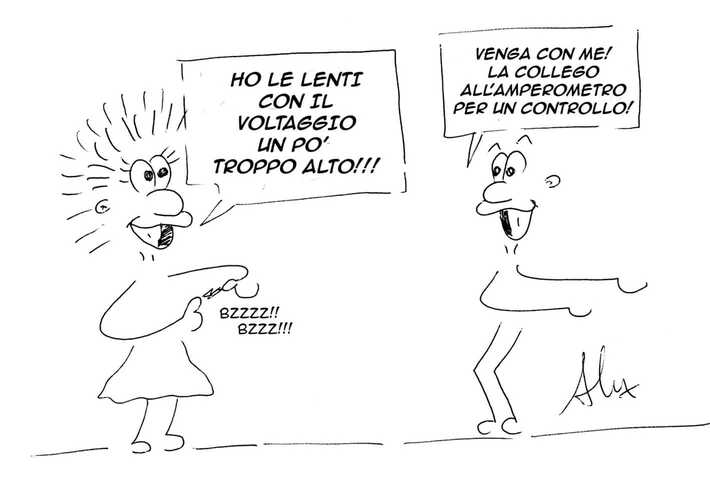 HO LE LENTI
CON IL
VOLTAGGIO
UN PO'
TROPPO ALTO!!!
VENGA CON ME!
LA COLLEGO
ALL'AMPEROMETRO
PER UN CONTROLLO!
BZZZZ!!
BZZZ!!!
Alex